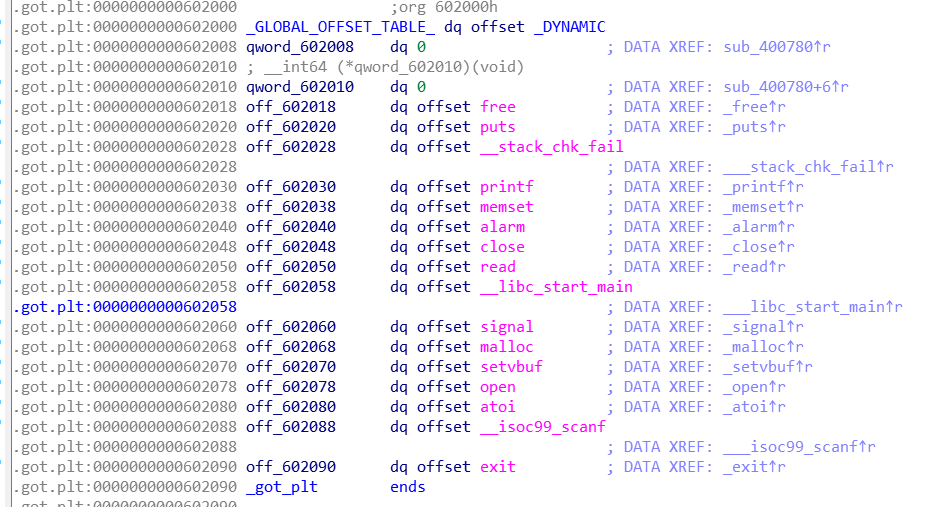 .got.plt:0000000000602000 ;org 602000h
.got.plt:0000000000602000 _GLOBAL_OFFSET_TABLE_ dq offset _DYNAMIC
.got.plt:0000000000602008 qword_602008 dq 0 ; DATA XREF: sub_400780↑r
.got.plt:0000000000602010 ; __int64 (*qword_602010)(void)
.got.plt:0000000000602010 qword_602010 dq 0 ; DATA XREF: sub_400780+6↑r
.got.plt:0000000000602018 off_602018 dq offset free ; DATA XREF: _free↑r
.got.plt:0000000000602020 off_602020 dq offset puts ; DATA XREF: _puts↑r
.got.plt:0000000000602028 off_602028 dq offset __stack_chk_fail
.got.plt:0000000000602028 ; DATA XREF: ___stack_chk_fail↑r
.got.plt:0000000000602030 off_602030 dq offset printf ; DATA XREF: _printf↑r
.got.plt:0000000000602038 off_602038 dq offset memset ; DATA XREF: _memset↑r
.got.plt:0000000000602040 off_602040 dq offset alarm ; DATA XREF: _alarm↑r
.got.plt:0000000000602048 off_602048 dq offset close ; DATA XREF: _close↑r
.got.plt:0000000000602050 off_602050 dq offset read ; DATA XREF: _read↑r
.got.plt:0000000000602058 off_602058 dq offset __libc_start_main
.got.plt:0000000000602058 ; DATA XREF: ___libc_start_main↑r
.got.plt:0000000000602060 off_602060 dq offset signal ; DATA XREF: _signal↑r
.got.plt:0000000000602068 off_602068 dq offset malloc ; DATA XREF: _malloc↑r
.got.plt:0000000000602070 off_602070 dq offset setvbuf ; DATA XREF: _setvbuf↑r
.got.plt:0000000000602078 off_602078 dq offset open ; DATA XREF: _open↑r
.got.plt:0000000000602080 off_602080 dq offset atoi ; DATA XREF: _atoi↑r
.got.plt:0000000000602088 off_602088 dq offset __isoc99_scanf
.got.plt:0000000000602088 ; DATA XREF: ___isoc99_scanf↑r
.got.plt:0000000000602090 off_602090 dq offset exit ; DATA XREF: _exit↑r
.got.plt:0000000000602090 _got_plt ends